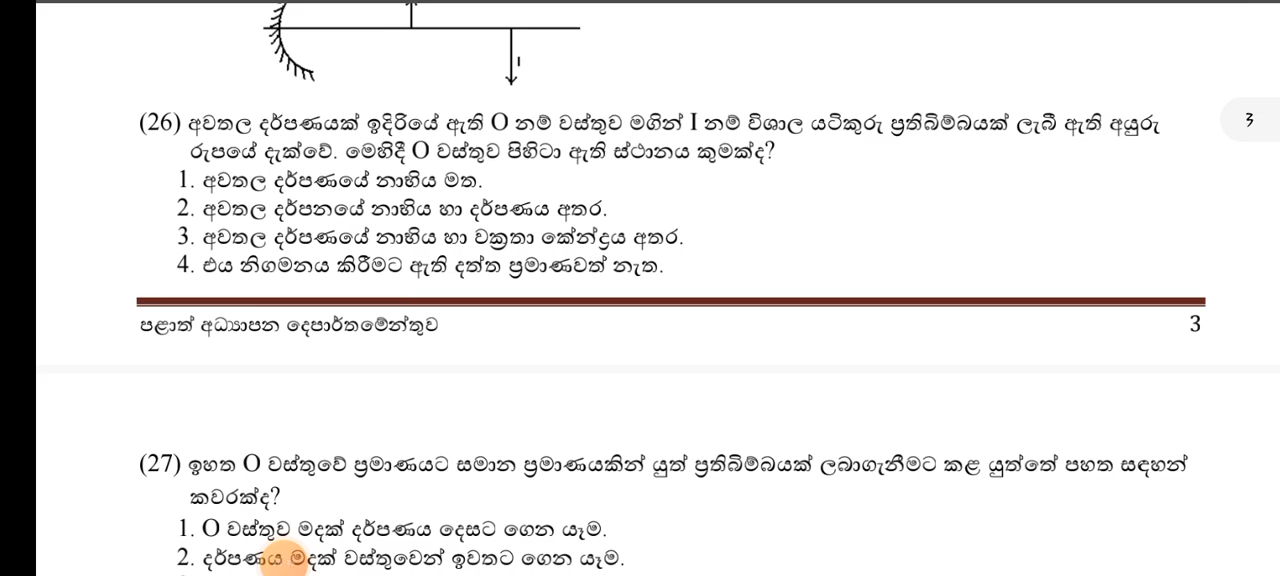 I
(26) අවතල දර්පණයක් ඉදිරියේ ඇති O නම් වස්තුව මගින් I නම් විශාල යටිකුරු ප්‍රතිබිම්බයක් ලැබී ඇති අයුරු
රුපයේ දැක්වේ. මෙහිදී O වස්තුව පිහිටා ඇති ස්ථානය කුමක්ද?
1. අවතල දර්පණයේ නාභිය මත.
2. අවතල දර්පනයේ නාභිය හා දර්පණය අතර.
3. අවතල දර්පණයේ නාභිය හා වක්‍රතා කේන්ද්‍රය අතර.
4. එය නිගමනය කිරීමට ඇති දත්ත ප්‍රමාණවත් නැත.
3
පළාත් අධ්‍යාපන දෙපාර්තමේන්තුව 3
(27) ඉහත O වස්තුවේ ප්‍රමාණයට සමාන ප්‍රමාණයකින් යුත් ප්‍රතිබිම්බයක් ලබාගැනීමට කළ යුත්තේ පහත සඳහන්
කවරක්ද?
1. O වස්තුව මදක් දර්පණය දෙසට ගෙන යෑම.
2. දර්පණය මදක් වස්තුවෙන් ඉවතට ගෙන යෑම.